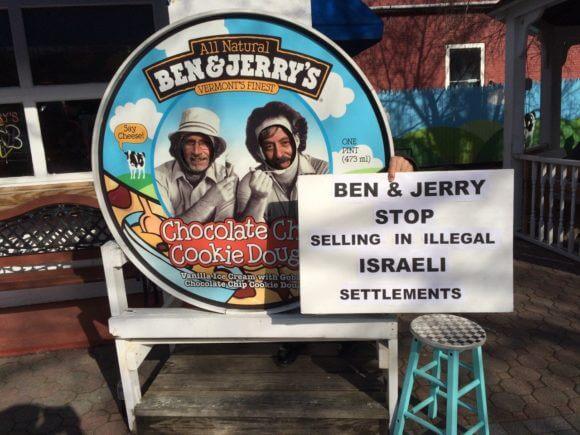 All Natural
BEN & JERRY'S
VERMONT'S FINEST
Say
Cheese!
ONE
PINT
(473 ml)
Chocolate Ch
Cookie Doug
Vanilla Ice Cream with Gob
Chocolate Chip Cookie Dou
BEN & JERRY
STOP
SELLING IN ILLEGAL
ISRAELI
SETTLEMENTS